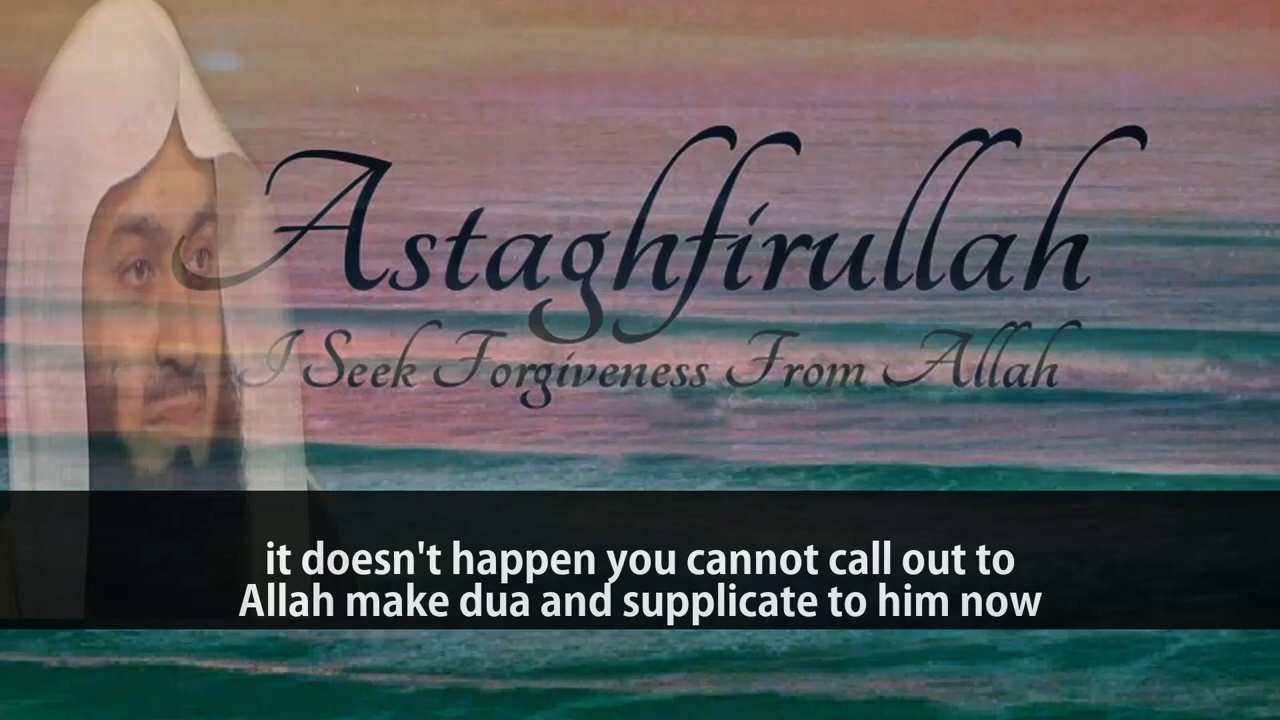 Astaghfirullah
I Seek Forgiveness From Allah
it doesn't happen you cannot call out to
Allah make dua and supplicate to him now